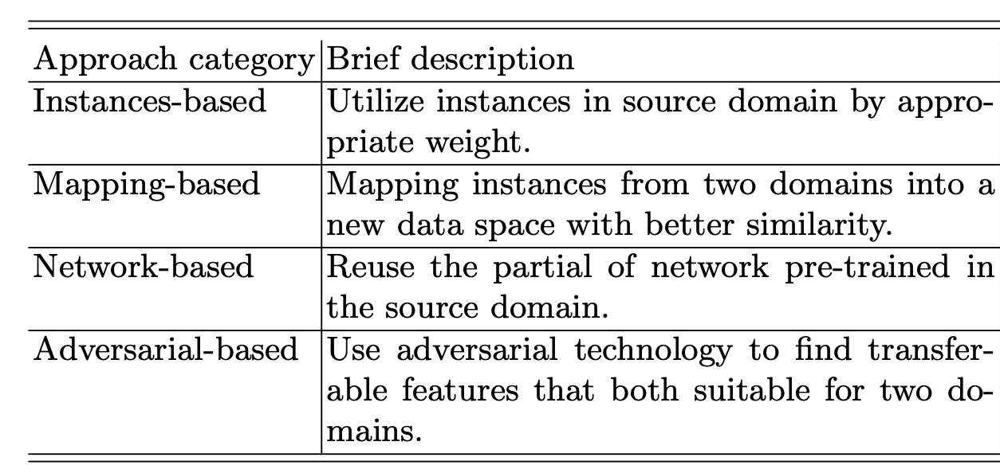 Approach category Brief description
Instances-based Utilize instances in source domain by appro-
priate weight.
Mapping-based Mapping instances from two domains into a
new data space with better similarity.
Network-based Reuse the partial of network pre-trained in
the source domain.
Adversarial-based Use adversarial technology to find transfer-
able features that both suitable for two do-
mains.